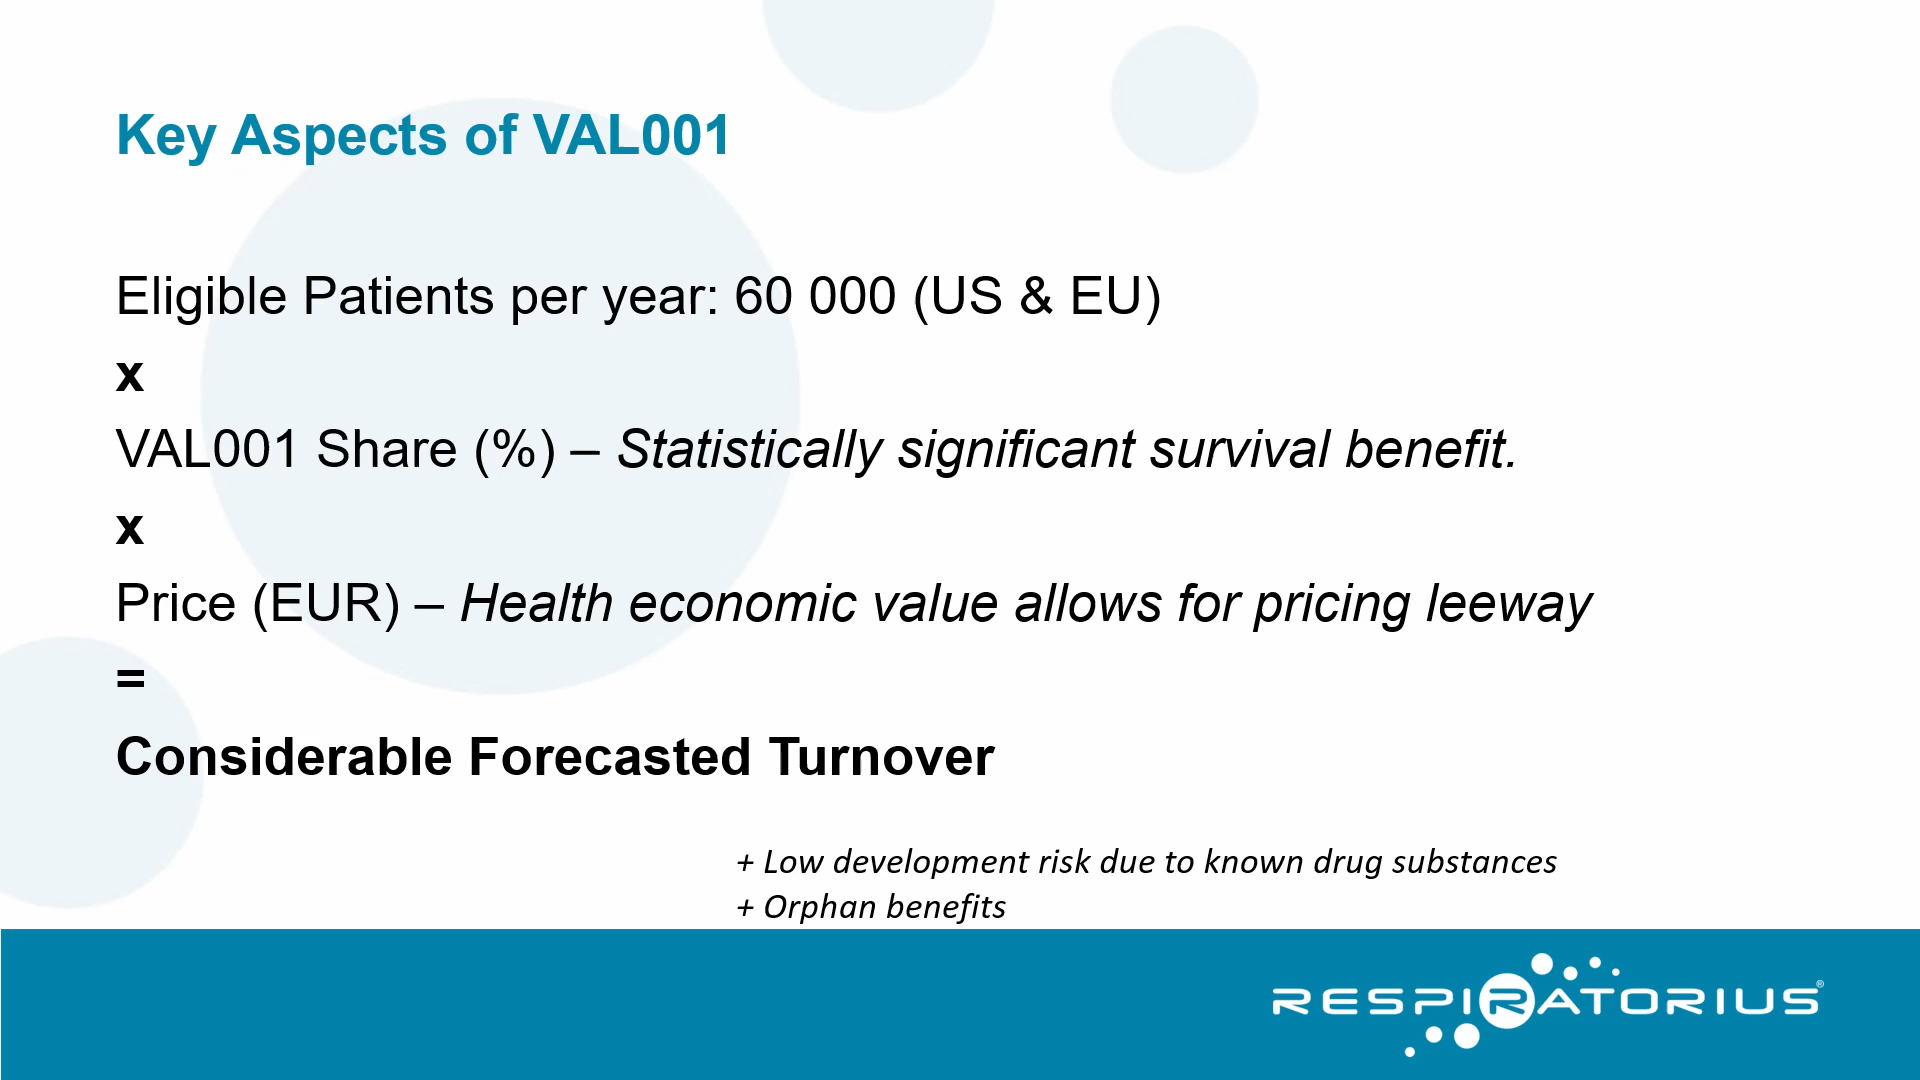 Key Aspects of VAL001
Eligible Patients per year: 60 000 (US & EU)
x
VAL001 Share (%) – Statistically significant survival benefit.
x
Price (EUR) – Health economic value allows for pricing leeway
=
Considerable Forecasted Turnover
+ Low development risk due to known drug substances
+ Orphan benefits
RESPIRATORIUS®